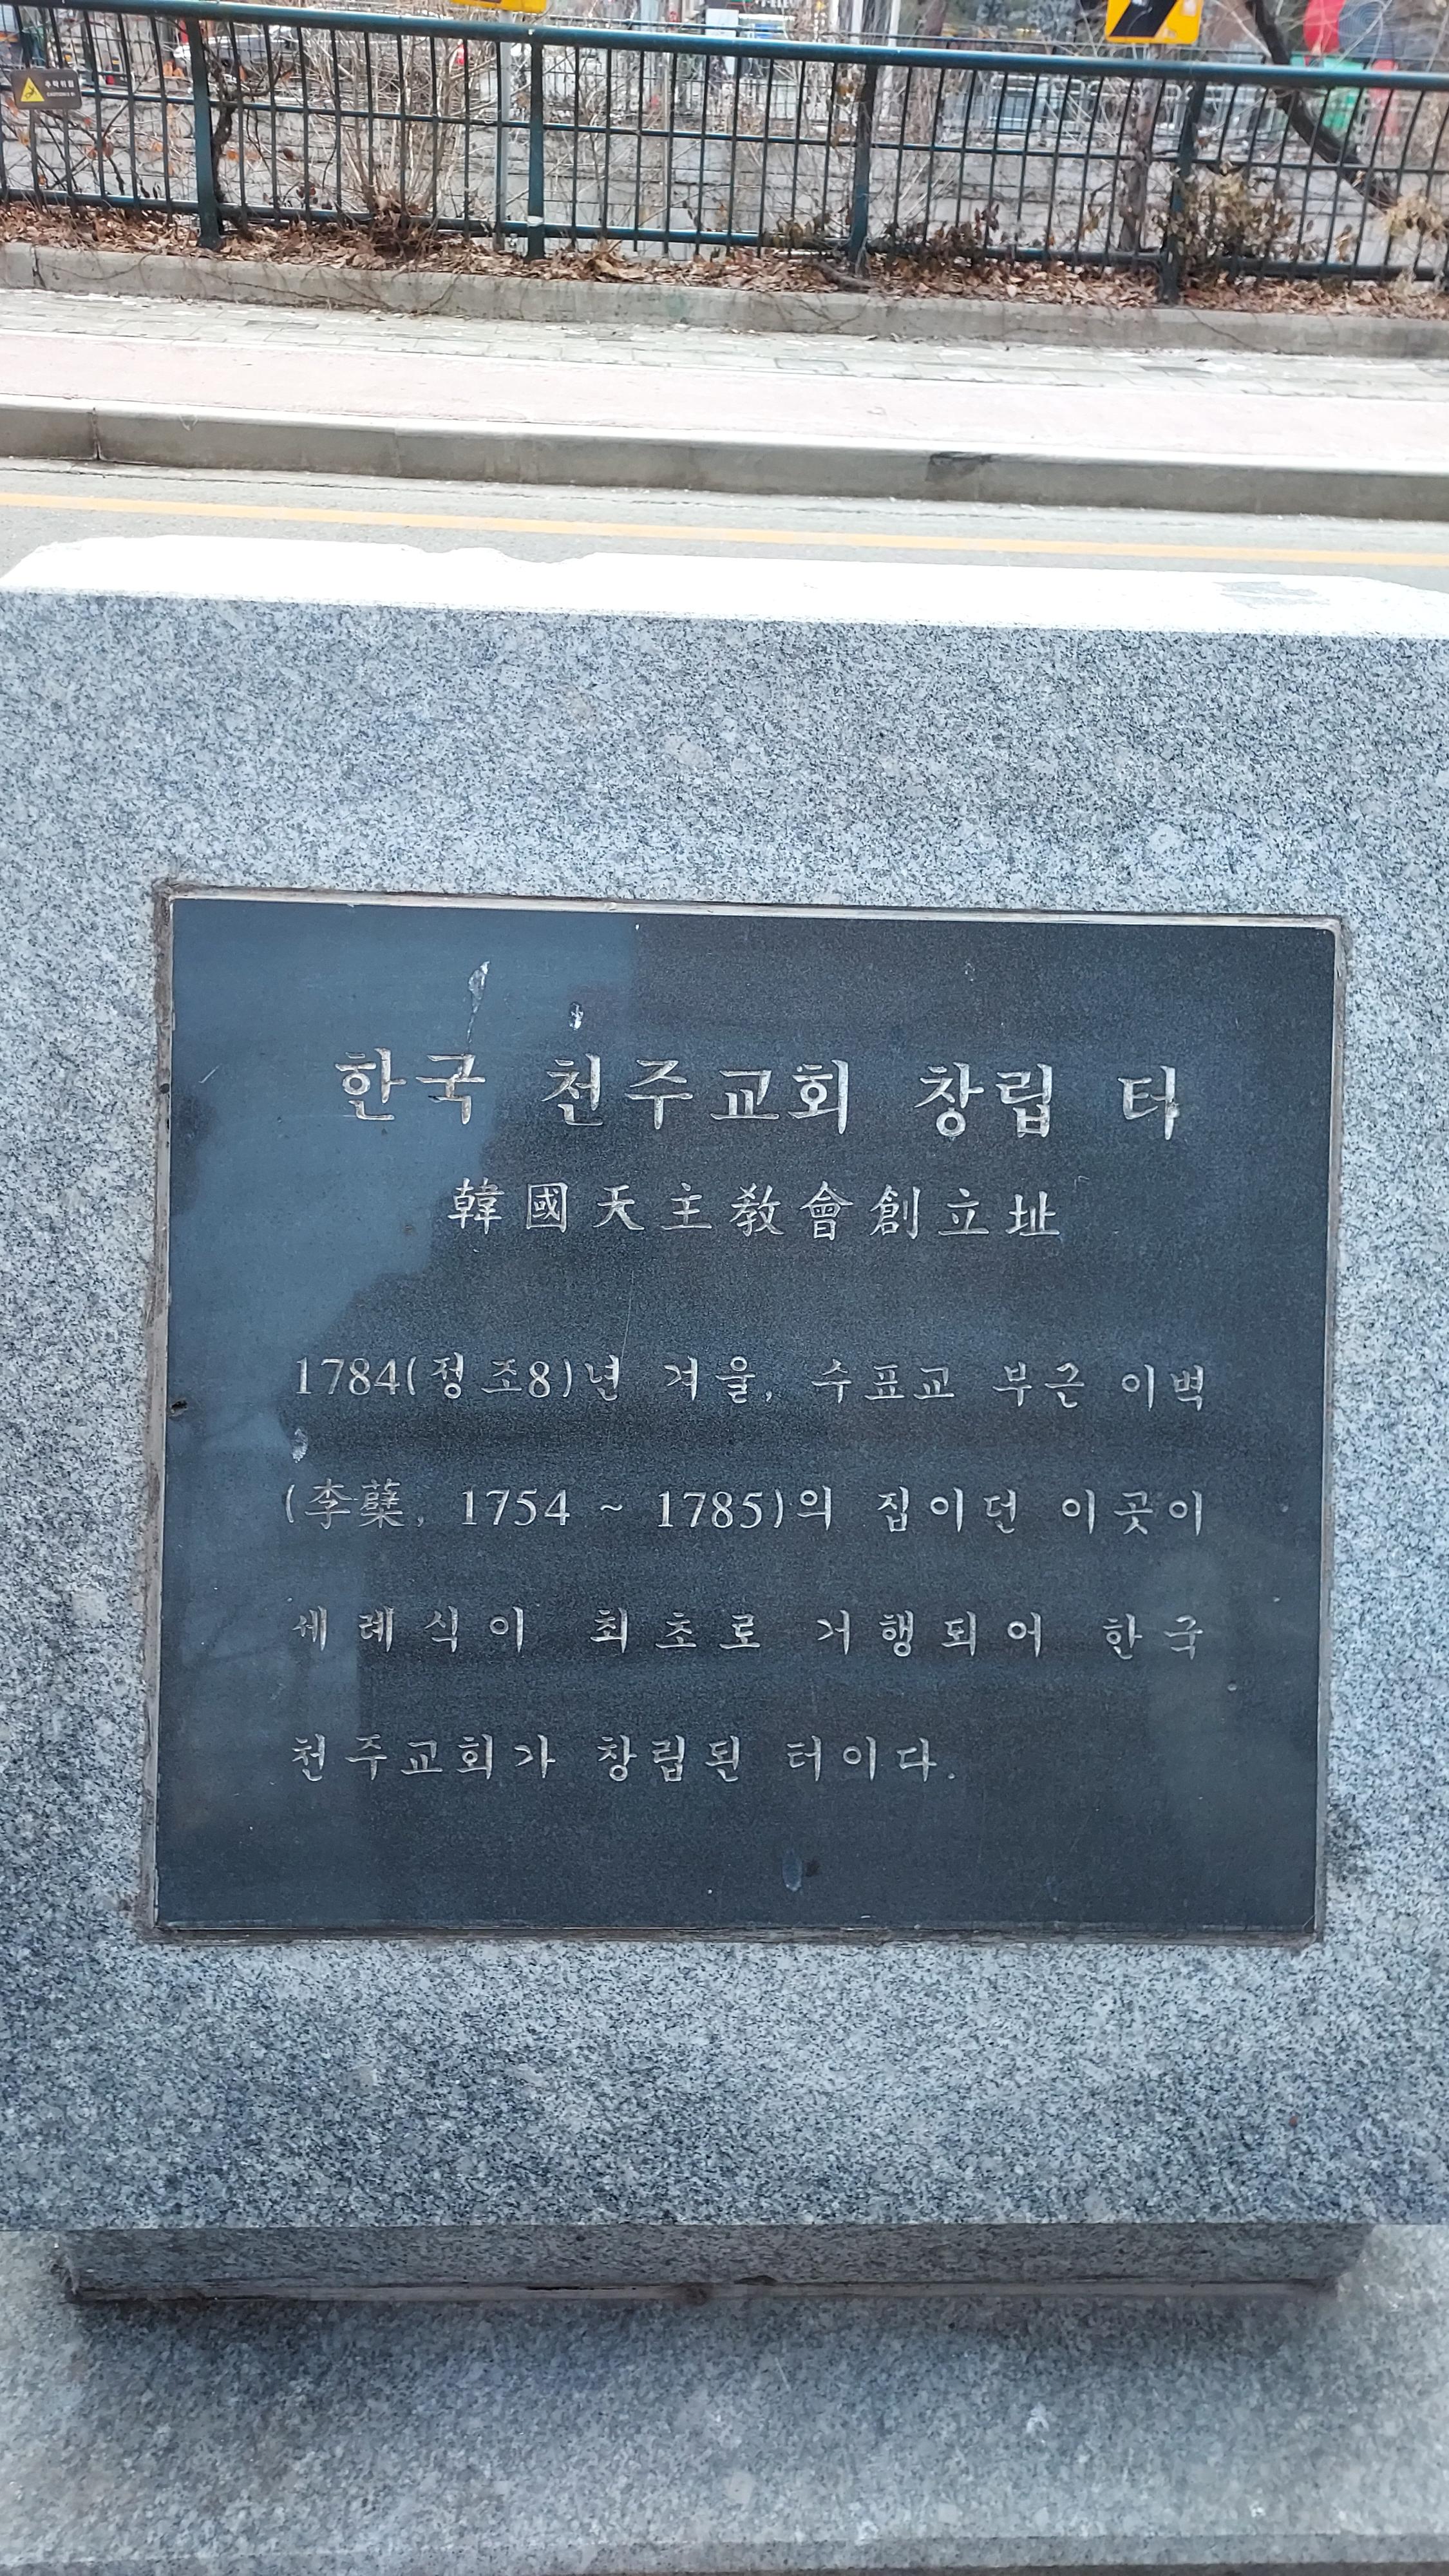 한국 천주교회 창립 터
韓國天主敎會創立址
1784(정조8)년 겨울, 수표교 부근 이벽
(李蘗, 1754 ~ 1785)의 집이던 이곳이
세례식이 최초로 거행되어 한국
천주교회가 창립된 터이다.